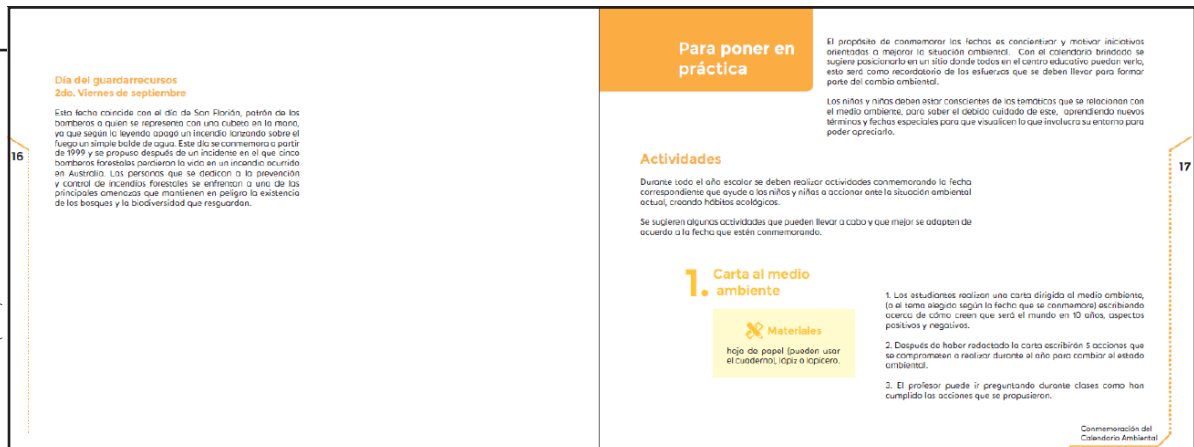 Día del guardarrecursos
2do. Viernes de septiembre
Esta fecha coincide con el día de San Florián, patrón de los
bomberos a quien se representa con una cubeta en la mano,
ya que según la leyenda apagó un incendio lanzando sobre el
fuego un simple balde de agua. Este día se conmemora a partir
de 1999 y se propuso después de un incidente en el que cinco
bomberos forestales perdieron la vida en un incendio ocurrido
en Australia. Las personas que se dedican a la prevención
y control de incendios forestales se enfrentan a una de las
principales amenazas que mantienen en peligro la existencia
de los bosques y la biodiversidad que resguardan.
16
Para poner en
práctica
El propósito de conmemorar las fechas es concientizar y motivar iniciativas
orientadas a mejorar la situación ambiental. Con el calendario brindado se
sugiere posicionarlo en un sitio donde todos en el centro educativo puedan verlo,
esto será como recordatorio de los esfuerzos que se deben llevar para formar
parte del cambio ambiental.
Los niños y niñas deben estar conscientes de las temáticas que se relacionan con
el medio ambiente, para saber el debido cuidado de este, aprendiendo nuevos
términos y fechas especiales para que visualicen lo que involucra su entorno para
poder apreciarlo.
Actividades
Durante todo el año escolar se deben realizar actividades conmemorando la fecha
correspondiente que ayude a los niños y niñas a accionar ante la situación ambiental
actual, creando hábitos ecológicos.
Se sugieren algunas actividades que pueden llevar a cabo y que mejor se adapten de
acuerdo a la fecha que estén conmemorando.
1. Carta al medio
ambiente
Materiales
hoja de papel (pueden usar
el cuaderno), lápiz o lapicero.
1. Los estudiantes realizan una carta dirigida al medio ambiente,
(o el tema elegido según la fecha que se conmemore) escribiendo
acerca de cómo creen que será el mundo en 10 años, aspectos
positivos y negativos.
2. Después de haber redactado la carta escribirán 5 acciones que
se comprometen a realizar durante el año para cambiar el estado
ambiental.
3. El profesor puede ir preguntando durante clases como han
cumplido las acciones que se propusieron.
17
Conmemoración del
Calendario Ambiental